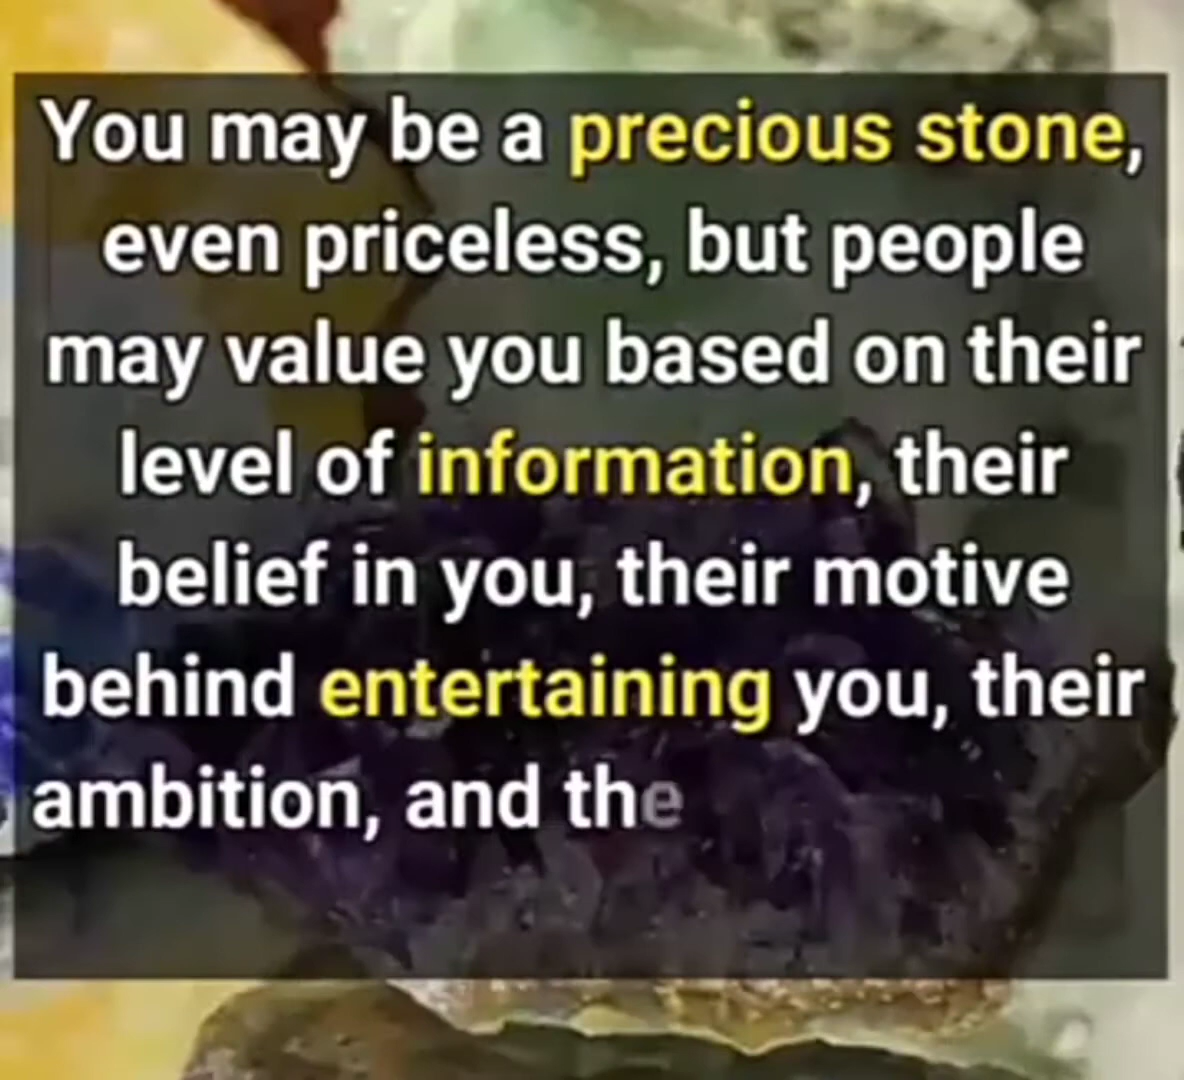 You may be a precious stone,
even priceless, but people
may value you based on their
level of information, their
belief in you, their motive
behind entertaining you, their
ambition, and the